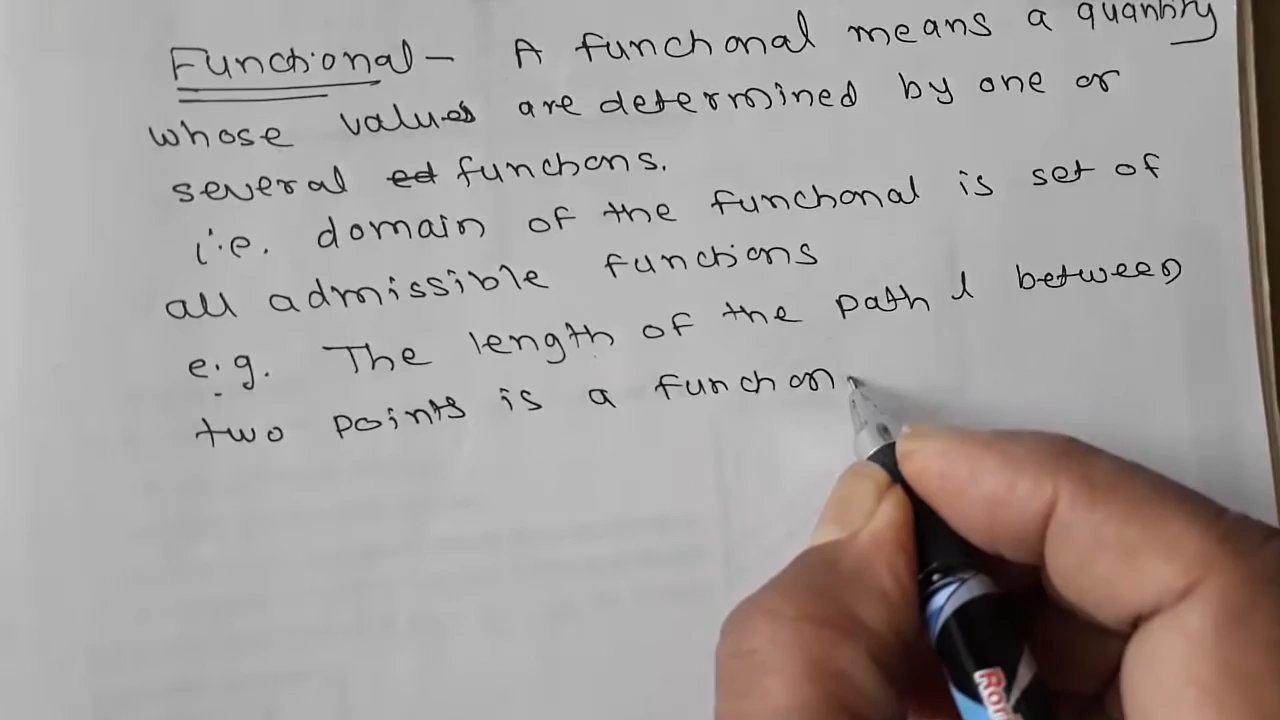 Functional - A functional means a quantity
whose values are determined by one or
several functions.
i.e. domain of the functional is set of
all admissible functions
e.g. The length of the path l between
two points is a function
Ror